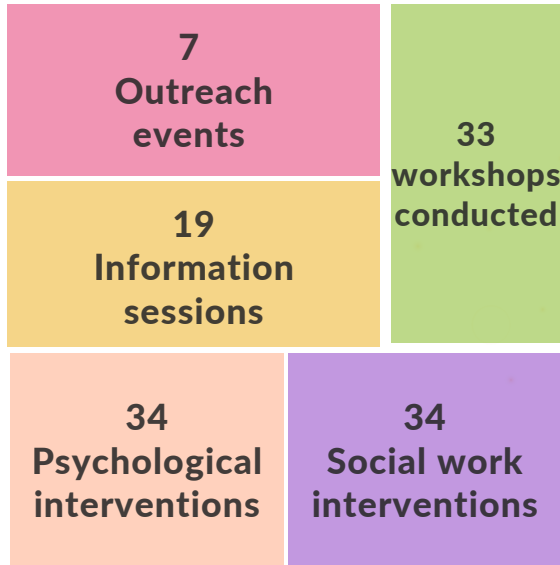 7
Outreach
events
33
workshops
conducted
19
Information
sessions
34
Psychological
interventions
34
Social work
interventions